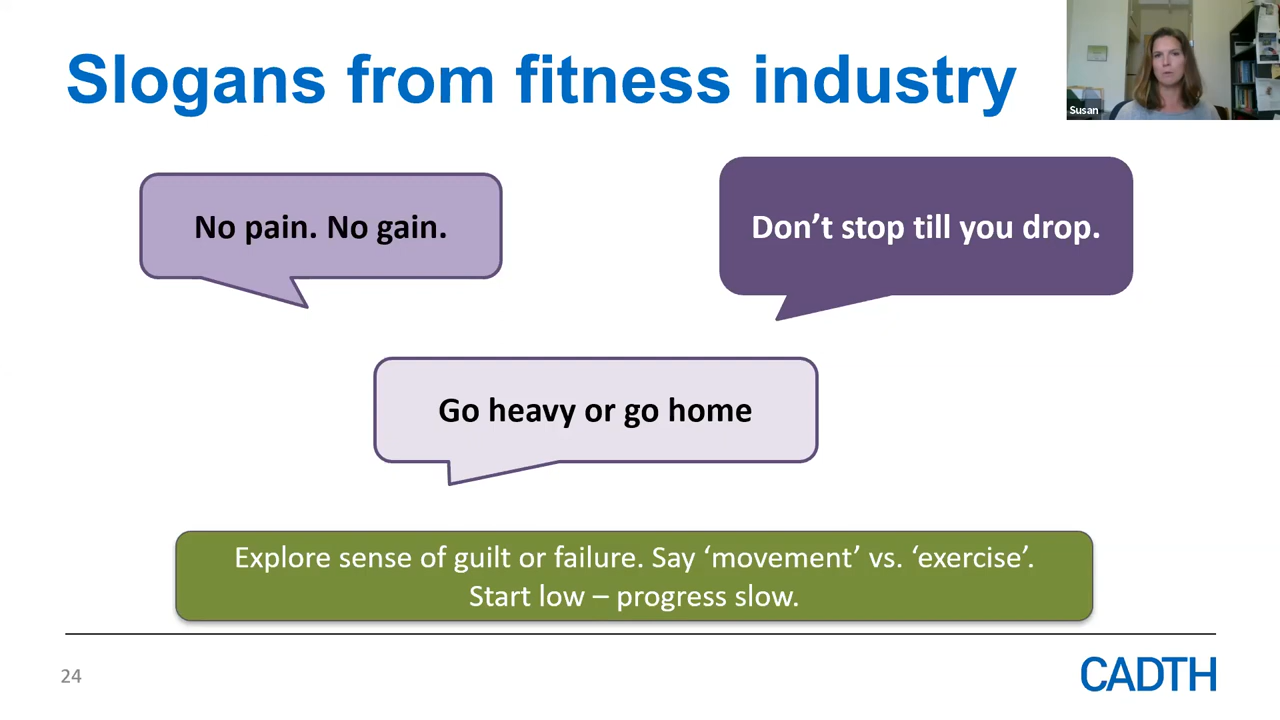 Slogans from fitness industry
Susan
No pain. No gain.
Don’t stop till you drop.
Go heavy or go home
Explore sense of guilt or failure. Say ‘movement’ vs. ‘exercise’.
Start low – progress slow.
24
CADTH